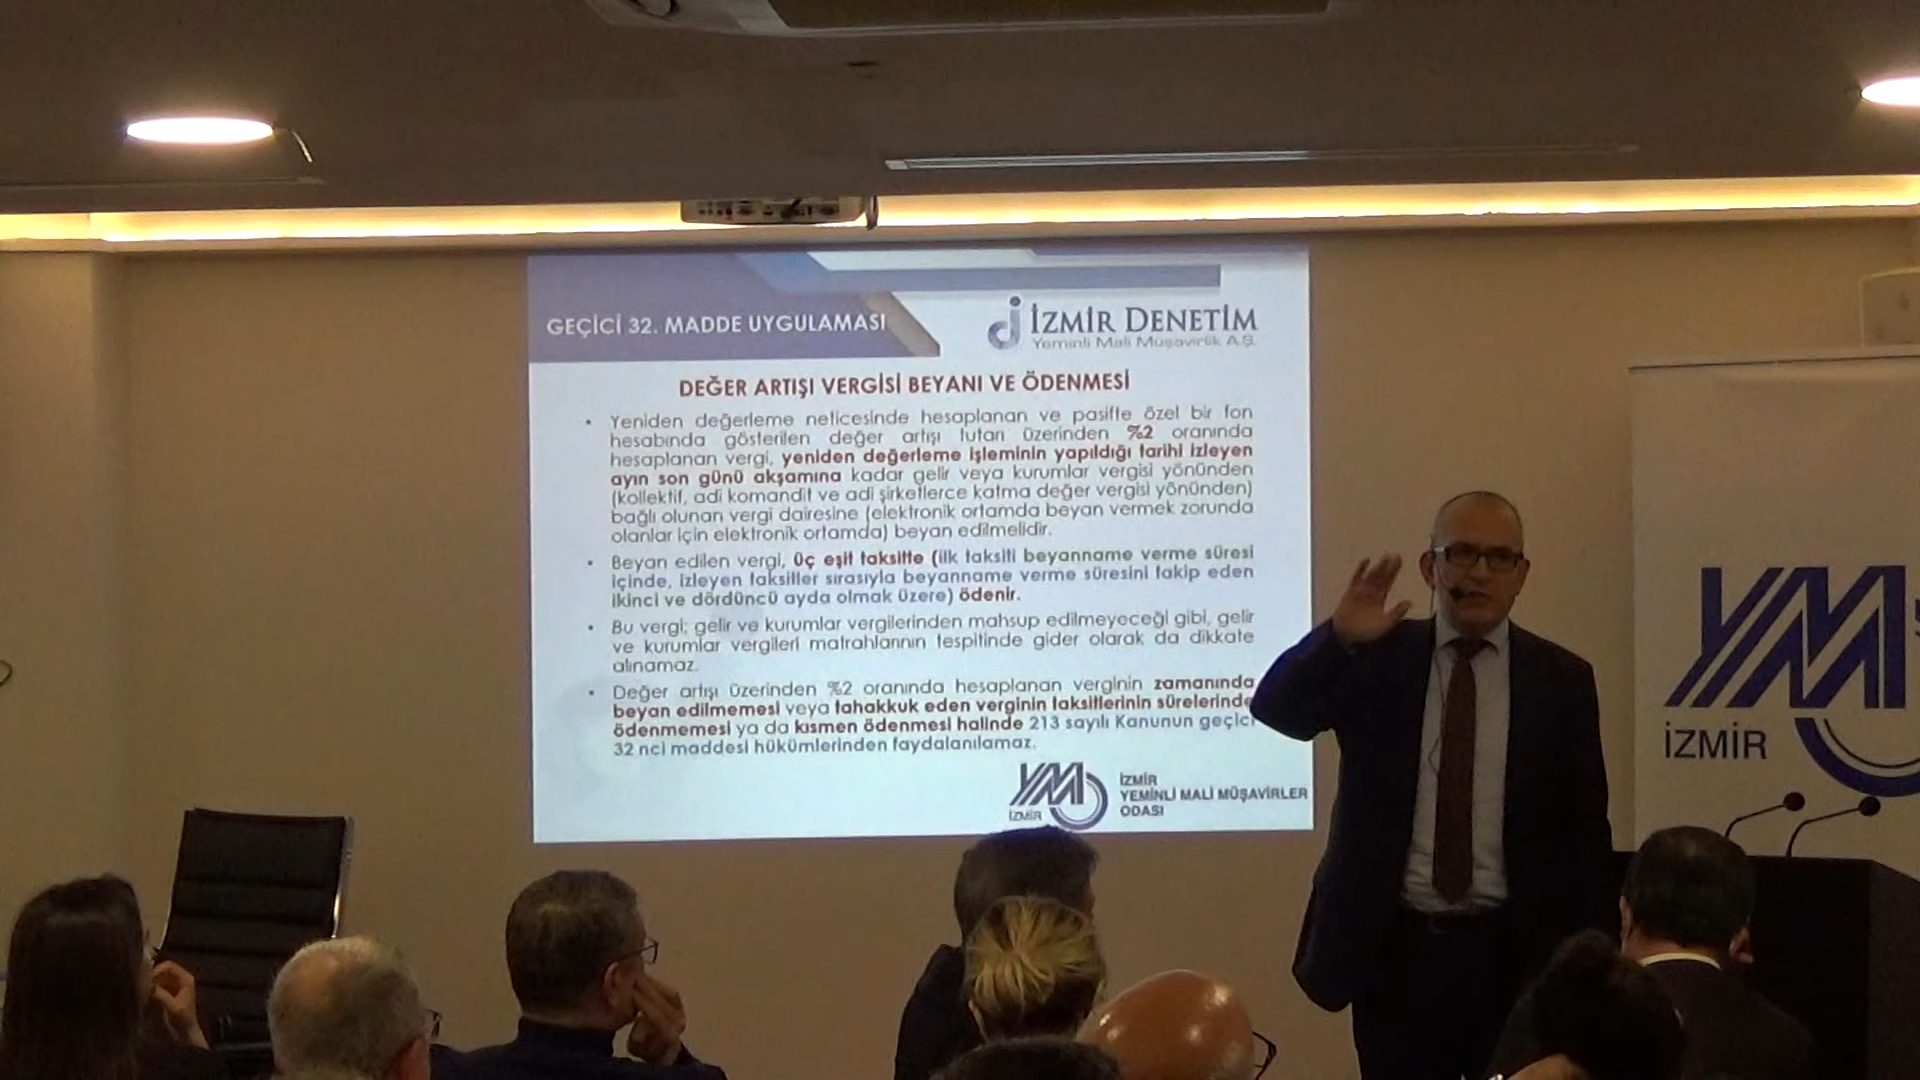 GEÇİCİ 32. MADDE UYGULAMASI
İZMİR DENETİM
Yeminli Mali Müşavirlik A.Ş.
DEĞER ARTIŞI VERGİSİ BEYANI VE ÖDENMESİ
• Yeniden değerleme neticesinde hesaplanan ve pasifte özel bir fon
hesabında gösterilen değer artışı tutarı üzerinden %2 oranında
hesaplanan vergi, yeniden değerleme işleminin yapıldığı tarihi izleyen
ayın son günü akşamına kadar gelir veya kurumlar vergisi yönünden
(kollektif, adi komandit ve adi şirketlerce katma değer vergisi yönünden)
bağlı olunan vergi dairesine (elektronik ortamda beyan vermek zorunda
olanlar için elektronik ortamda) beyan edilmelidir.
• Beyan edilen vergi, üç eşit taksitte (ilk taksiti beyanname verme süresi
içinde, izleyen taksitler sırasıyla beyanname verme süresini takip eden
ikinci ve dördüncü ayda olmak üzere) ödenir.
• Bu vergi; gelir ve kurumlar vergilerinden mahsup edilmeyeceği gibi, gelir
ve kurumlar vergileri matrahlarının tespitinde gider olarak da dikkate
alınamaz.
• Değer artışı üzerinden %2 oranında hesaplanan verginin zamanında
beyan edilmemesi veya tahakkuk eden verginin taksitlerinin sürelerinde
ödenmemesi ya da kısmen ödenmesi halinde 213 sayılı Kanunun geçici
32 nci maddesi hükümlerinden faydalanılamaz.
YMM
İZMİR
İZMİR
YEMİNLİ MALİ MÜŞAVİRLER
ODASI
YMM
İZMİR